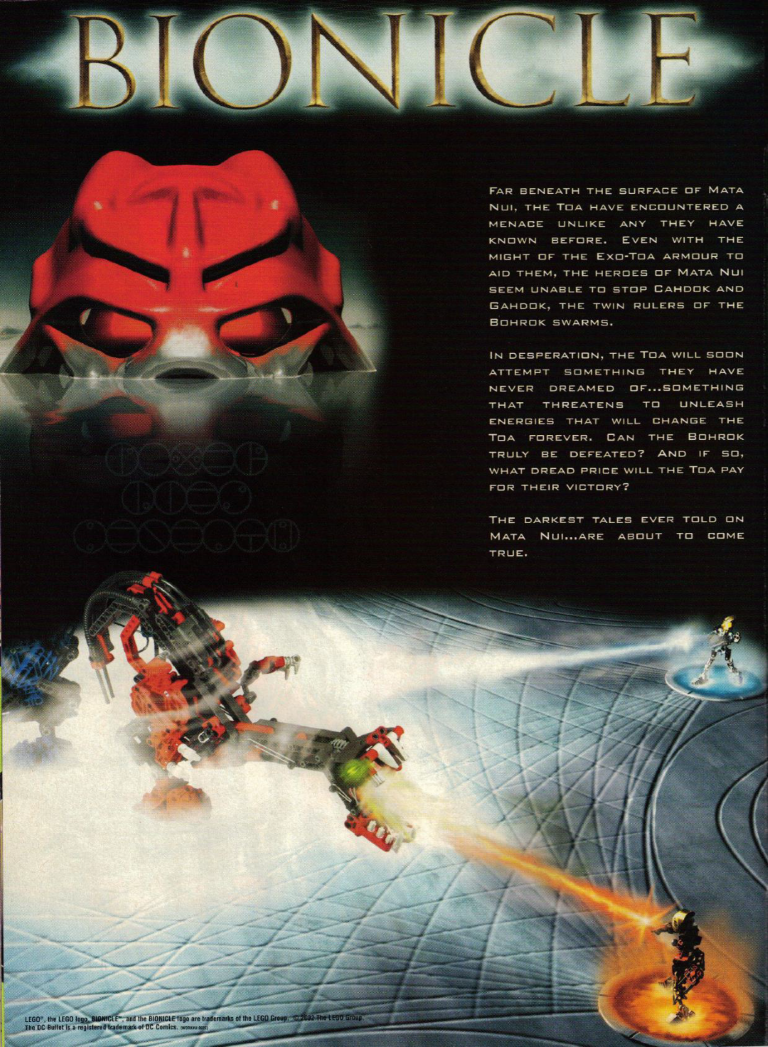 BIONICLE
FAR BENEATH THE SURFACE OF MATA
NUI, THE TOA HAVE ENCOUNTERED A
MENACE UNLIKE ANY THEY HAVE
KNOWN BEFORE. EVEN WITH THE
MIGHT OF THE EXO-TOA ARMOUR TO
AID THEM, THE HEROES OF MATA NUI
SEEM UNABLE TO STOP CAHDOK AND
GAHDOK, THE TWIN RULERS OF THE
BOHROK SWARMS.
IN DESPERATION, THE TOA WILL SOON
ATTEMPT SOMETHING THEY HAVE
NEVER DREAMED OF...SOMETHING
THAT THREATENS TO UNLEASH
ENERGIES THAT WILL CHANGE THE
TOA FOREVER. CAN THE BOHROK
TRULY BE DEFEATED? AND IF SO,
WHAT DREAD PRICE WILL THE TOA PAY
FOR THEIR VICTORY?
THE DARKEST TALES EVER TOLD ON
MATA NUI...ARE ABOUT TO COME
TRUE.
LEGO®, the LEGO logo, BIONICLE™, and the BIONICLE logo are trademarks of the LEGO Group. © The LEGO Group.
The DC Bullet is a registered trademark of DC Comics.